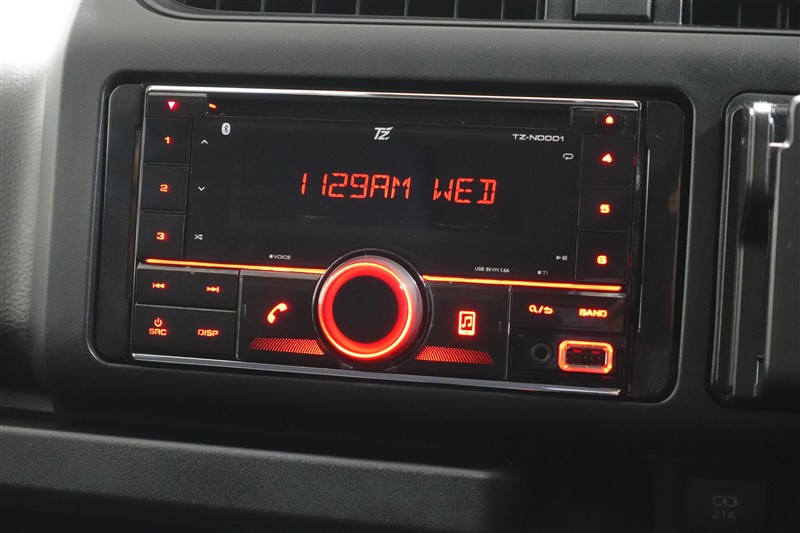 TZ
TZ-ND001
1
2
3
4
5
6
1129AM WED
VOICE
USB 5V 1.5A
T1
SRC
DISP
BAND
2.1A